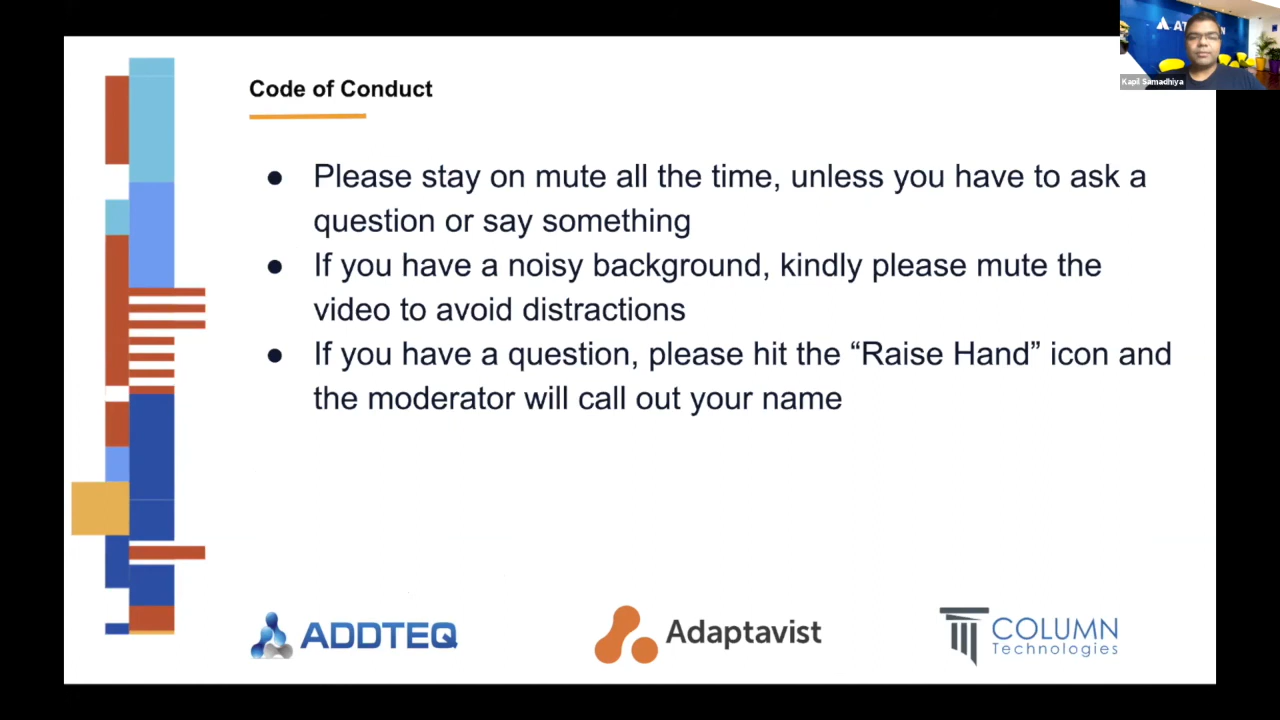 Code of Conduct
● Please stay on mute all the time, unless you have to ask a
question or say something
● If you have a noisy background, kindly please mute the
video to avoid distractions
● If you have a question, please hit the “Raise Hand” icon and
the moderator will call out your name
Kapil Samadhiya
ADDTEQ
Adaptavist
COLUMN
Technologies